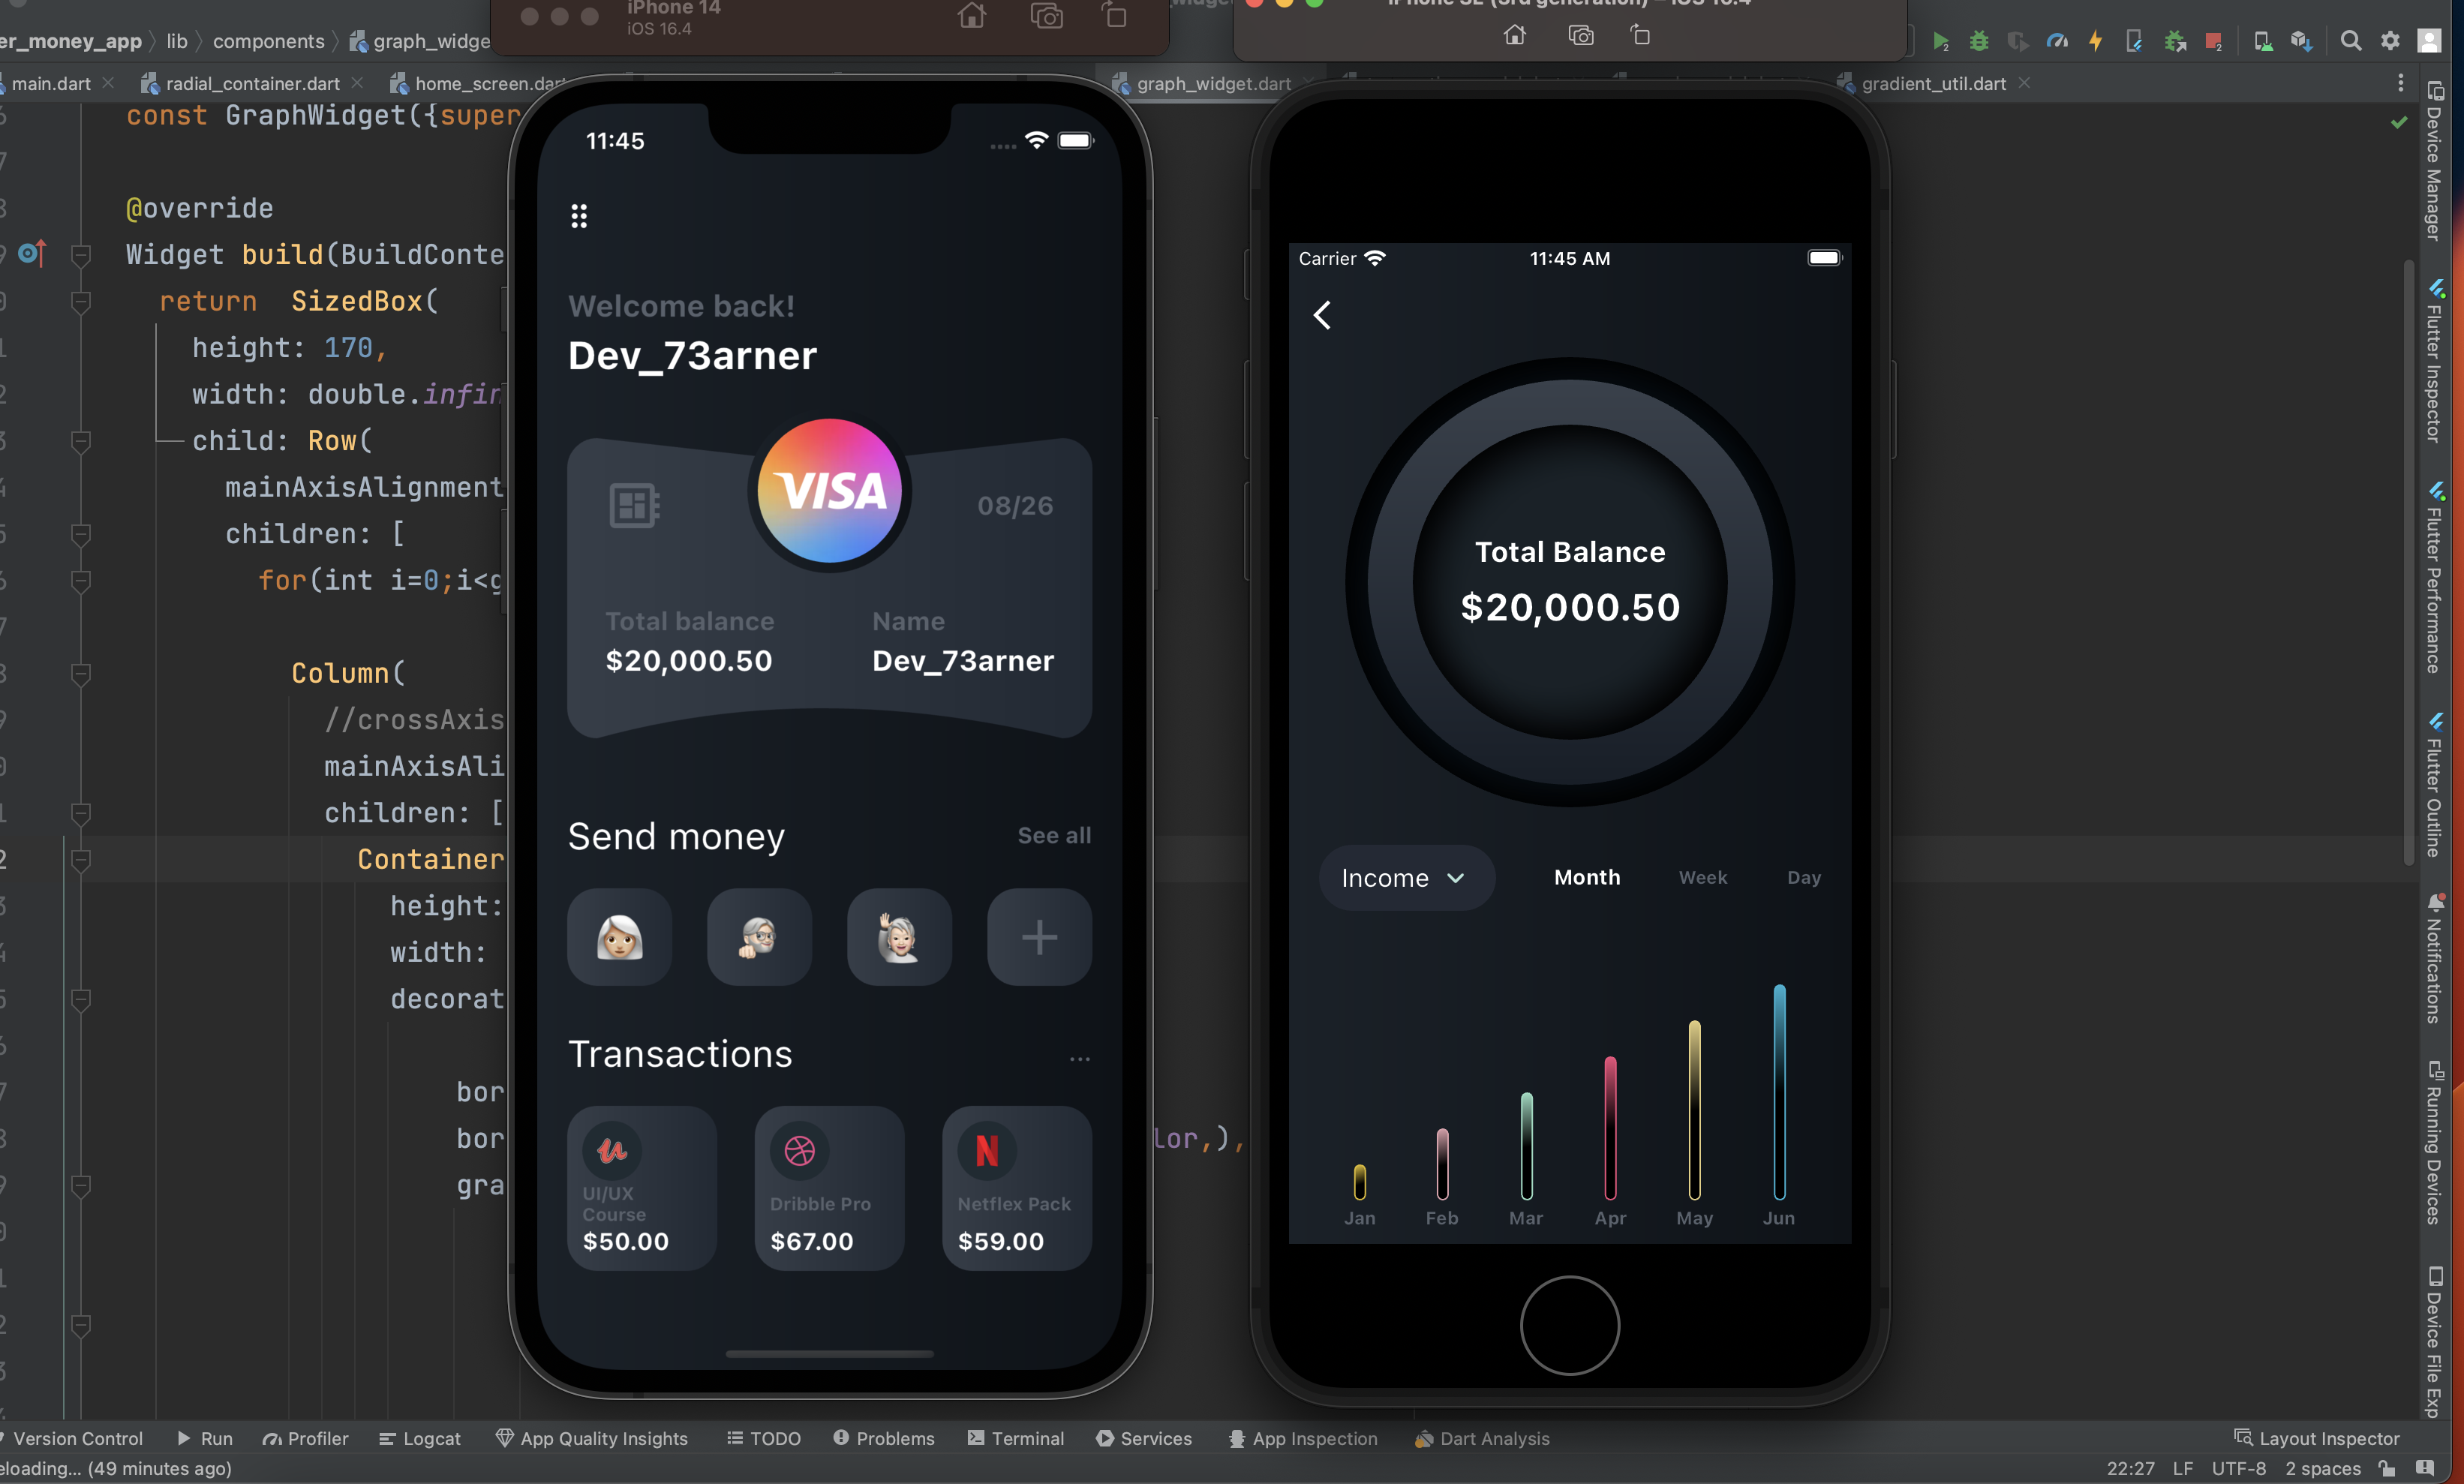 iPhone 14
iOS 16.4
iPhone SE (3rd generation) – iOS 16.4
er_money_app
lib
components
graph_widge
main.dart
radial_container.dart
home_screen.dart
graph_widget.dart
gradient_util.dart
const GraphWidget({super
@override
Widget build(BuildConte
return SizedBox(
height: 170,
width: double.infin
child: Row(
mainAxisAlignment
children: [
for(int i=0;i<g
Column(
//crossAxis
mainAxisAli
children: [
Container
height:
width:
decorat
bor
bor
lor,),
gra
11:45
Welcome back!
Dev_73arner
VISA
08/26
Total balance
Name
$20,000.50
Dev_73arner
Send money
See all
Transactions
...
UI/UX
Course
$50.00
Dribble Pro
$67.00
N
Netflex Pack
$59.00
Carrier
11:45 AM
Total Balance
$20,000.50
Income
Month
Week
Day
Jan
Feb
Mar
Apr
May
Jun
Device Manager
Flutter Inspector
Flutter Performance
Flutter Outline
Notifications
Running Devices
Device File Exp
Version Control
Run
Profiler
Logcat
App Quality Insights
TODO
Problems
Terminal
Services
App Inspection
Dart Analysis
Layout Inspector
eloading... (49 minutes ago)
22:27
LF
UTF-8
2 spaces